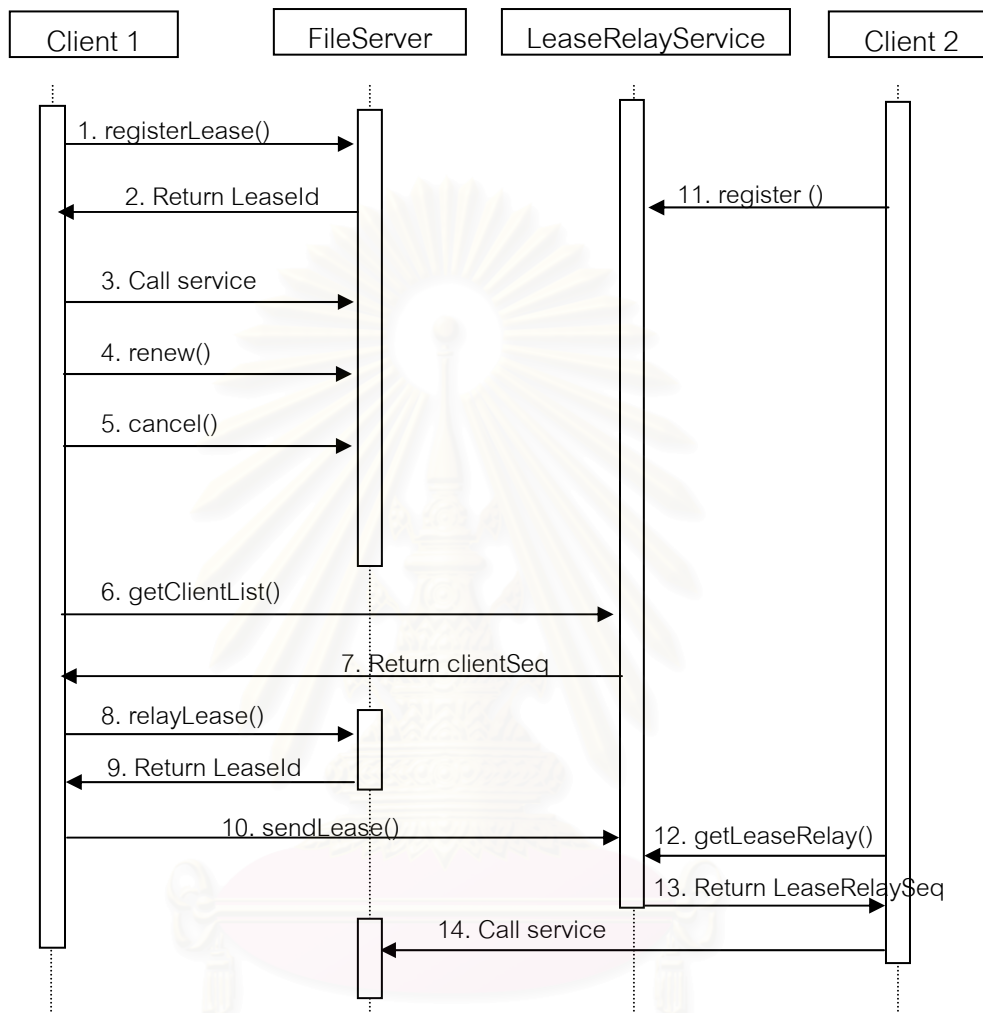 Client 1
FileServer
LeaseRelayService
Client 2
1. registerLease()
2. Return LeaseId
11. register ()
3. Call service
4. renew()
5. cancel()
6. getClientList()
7. Return clientSeq
8. relayLease()
9. Return LeaseId
10. sendLease()
12. getLeaseRelay()
13. Return LeaseRelaySeq
14. Call service